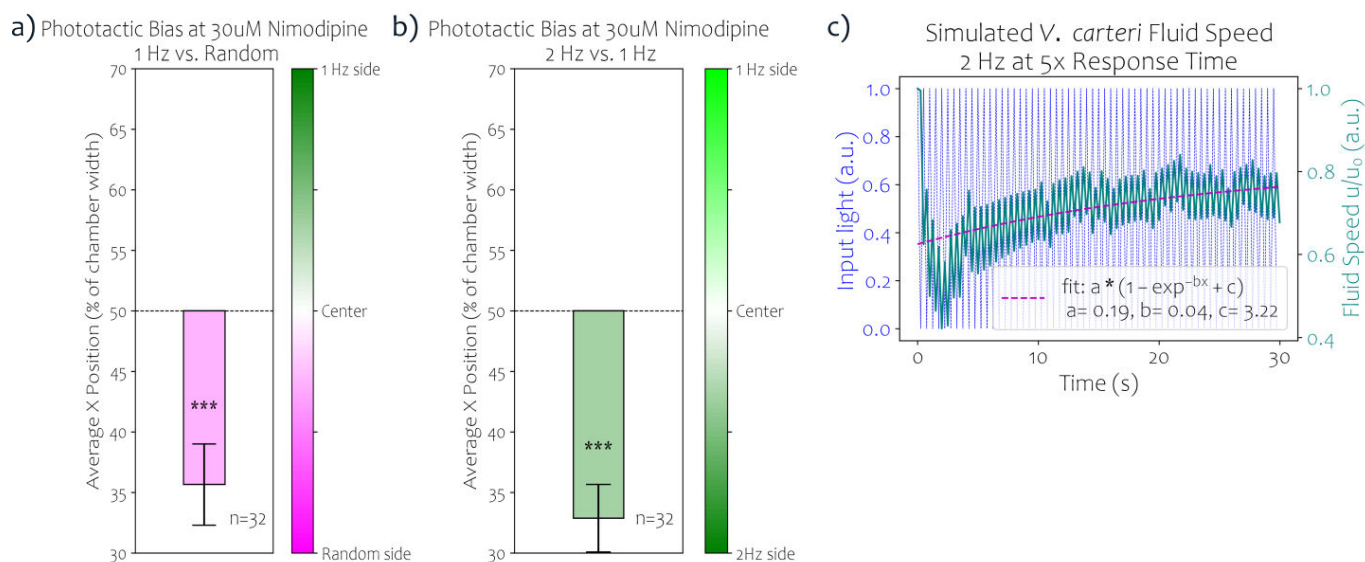 a) Phototactic Bias at 30uM Nimodipine
1 Hz vs. Random
70
65
60
55
50
45
40
35
30
Average X Position (% of chamber width)
***
n=32
1 Hz side
Center
Random side
b) Phototactic Bias at 30uM Nimodipine
2 Hz vs. 1 Hz
70
65
60
55
50
45
40
35
30
Average X Position (% of chamber width)
***
n=32
1 Hz side
Center
2Hz side
c) Simulated V. carteri Fluid Speed
2 Hz at 5x Response Time
1.0
0.8
0.6
0.4
0.2
0.0
Input light (a.u.)
1.0
0.8
0.6
0.4
Fluid Speed u/u₀ (a.u.)
fit: a*(1 − exp⁻ᵇˣ + c)
a= 0.19, b= 0.04, c= 3.22
0 10 20 30
Time (s)